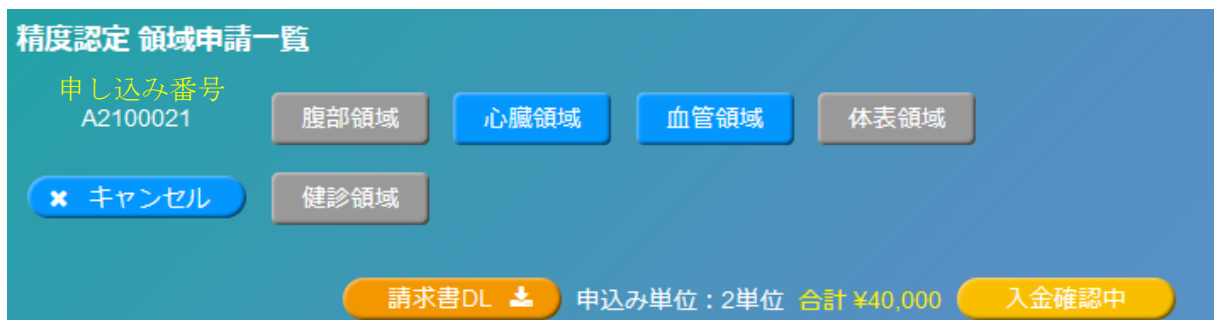 精度認定 領域申請一覧
申し込み番号
A2100021 腹部領域 心臓領域 血管領域 体表領域
✖ キャンセル 健診領域
請求書DL 申込み単位：2単位 合計 ¥40,000 入金確認中